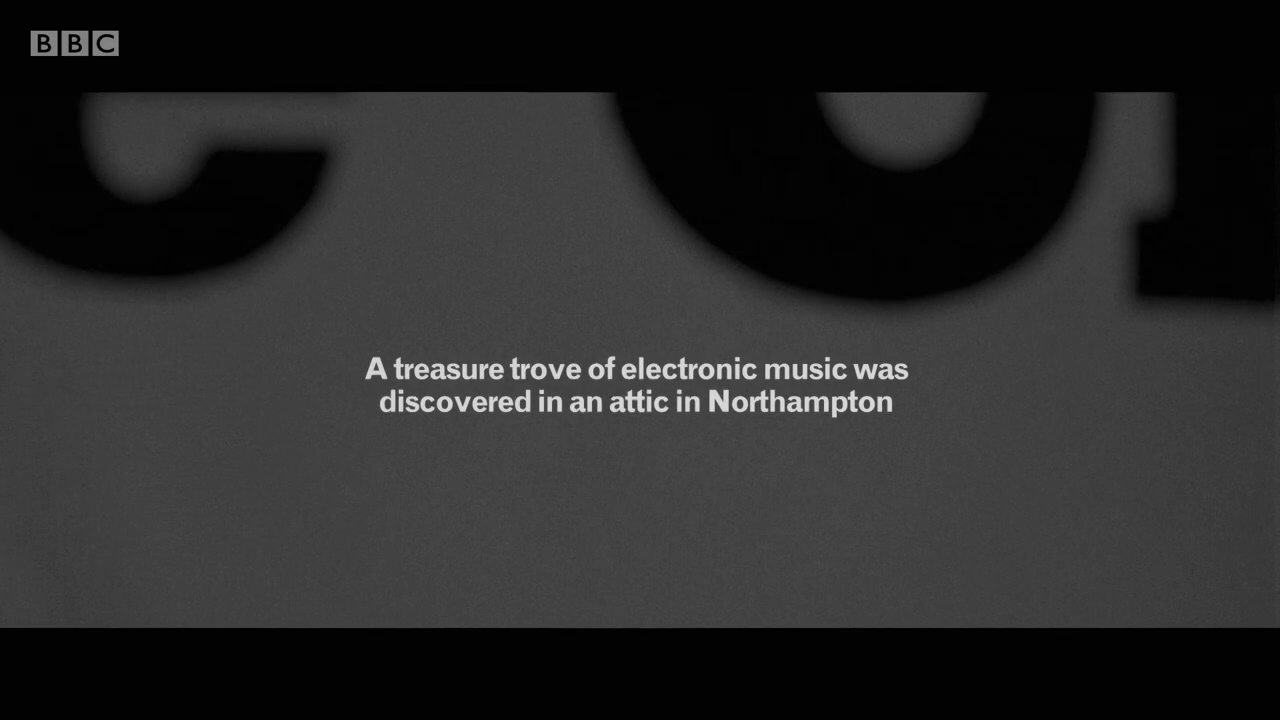 BBC
A treasure trove of electronic music was
discovered in an attic in Northampton